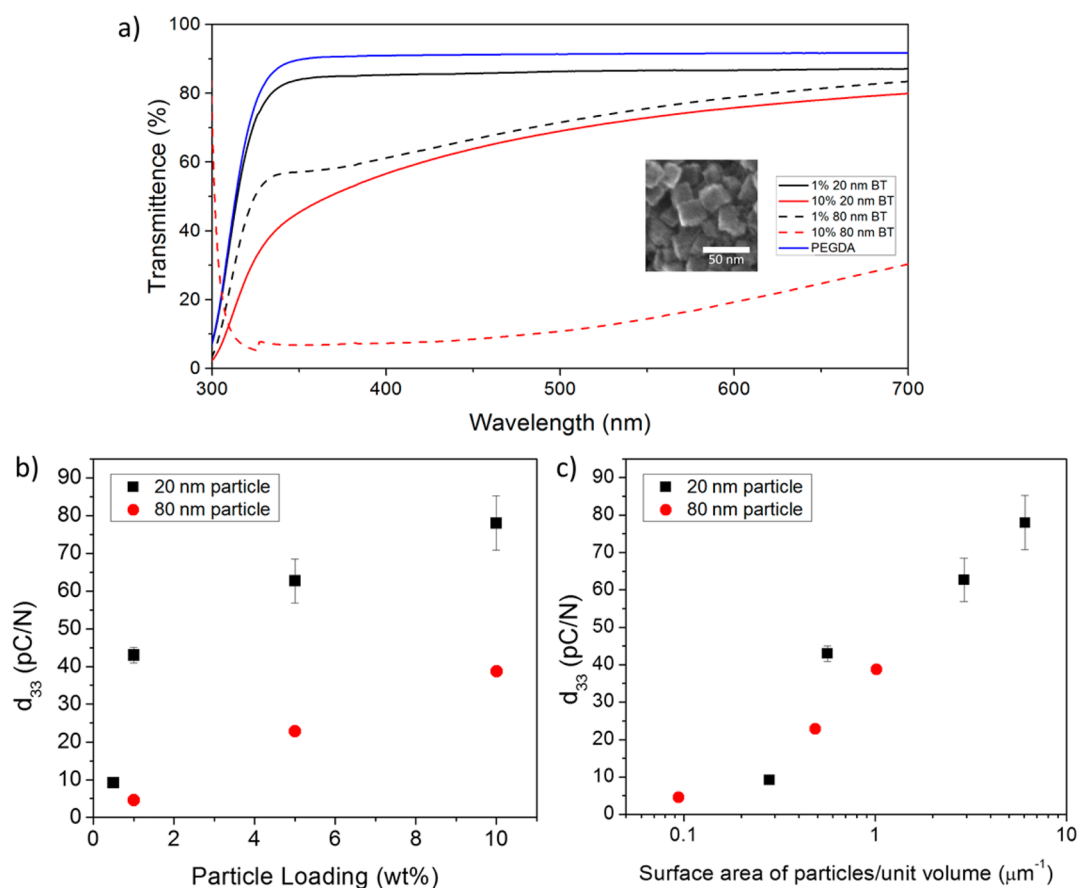 a)
100
80
60
40
20
0
Transmittence (%)
300
400
500
600
700
Wavelength (nm)
50 nm
1% 20 nm BT
10% 20 nm BT
1% 80 nm BT
10% 80 nm BT
PEGDA
b)
90
80
70
60
50
40
30
20
10
0
d33 (pC/N)
0
2
4
6
8
10
Particle Loading (wt%)
20 nm particle
80 nm particle
c)
90
80
70
60
50
40
30
20
10
0
d33 (pC/N)
0.1
1
10
Surface area of particles/unit volume (μm-1)
20 nm particle
80 nm particle